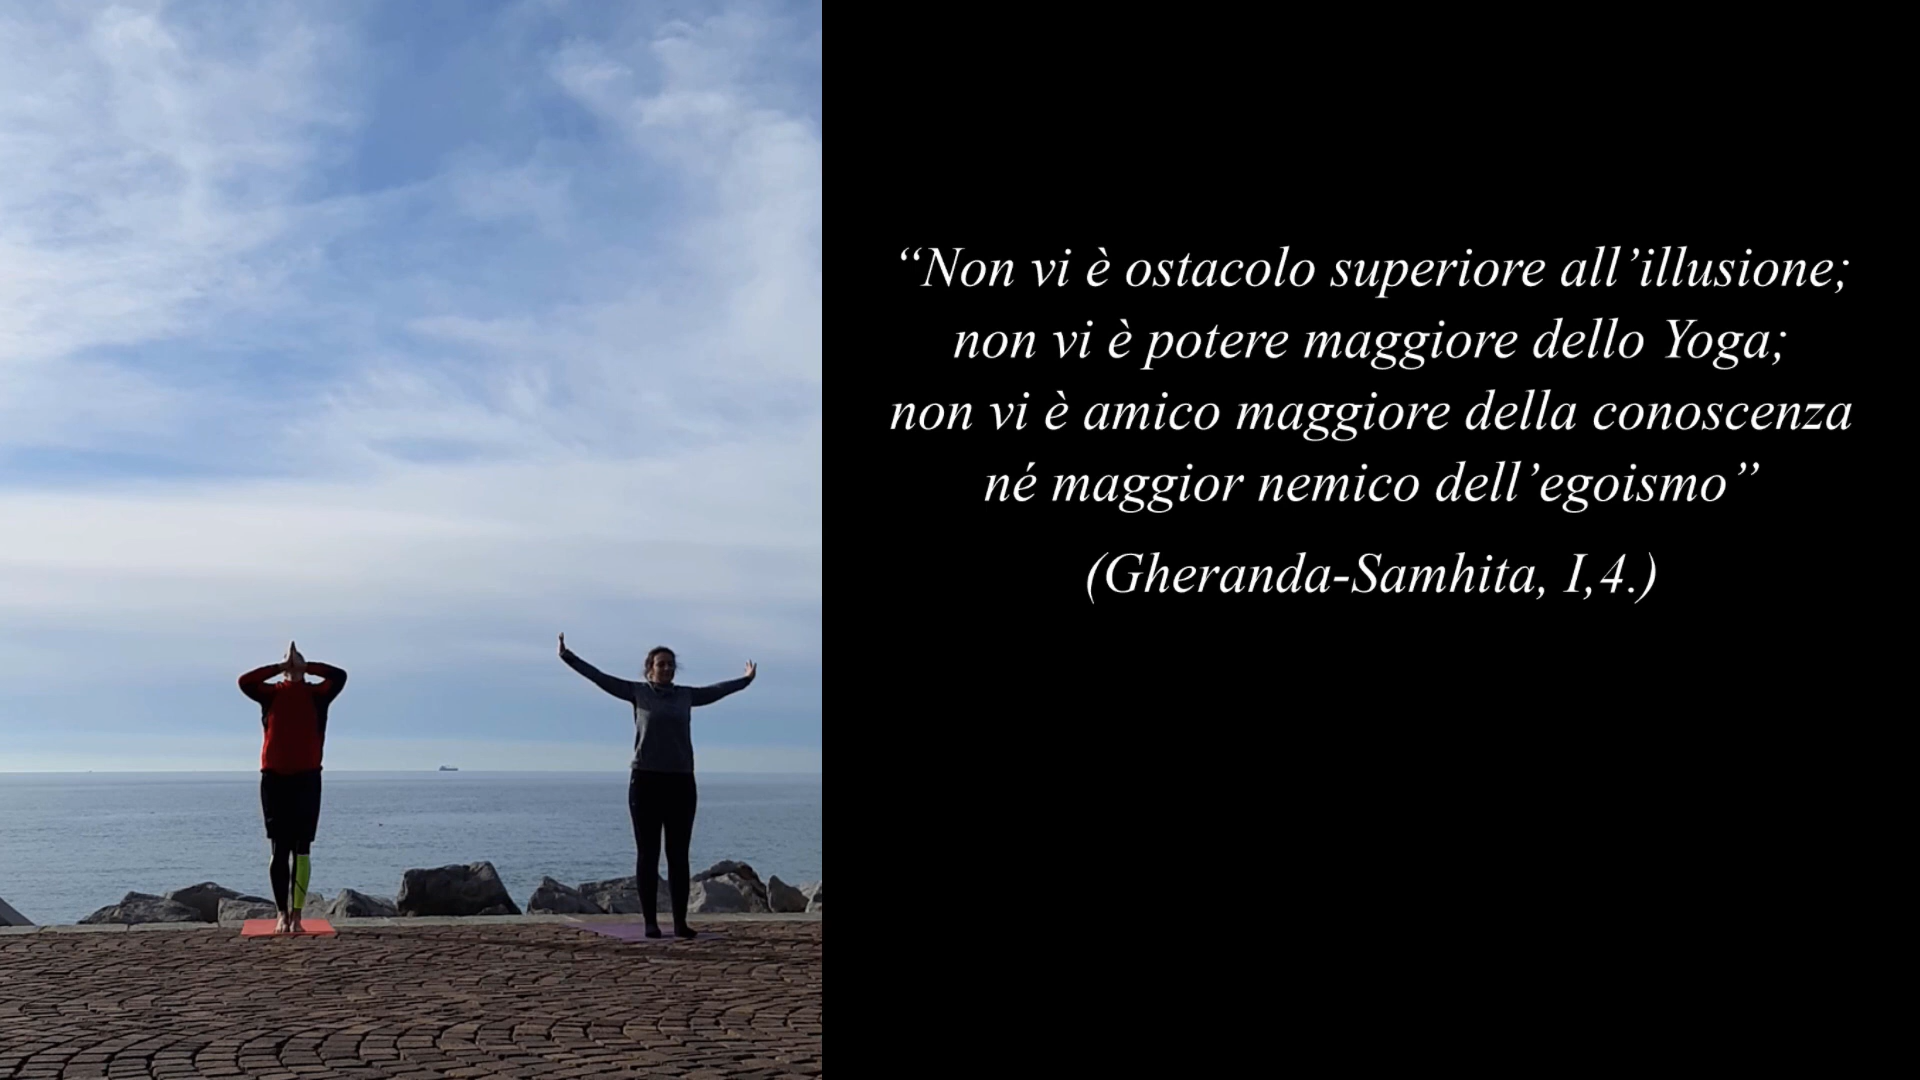 “Non vi è ostacolo superiore all’illusione;
non vi è potere maggiore dello Yoga;
non vi è amico maggiore della conoscenza
né maggior nemico dell’egoismo”
(Gheranda-Samhita, I,4.)